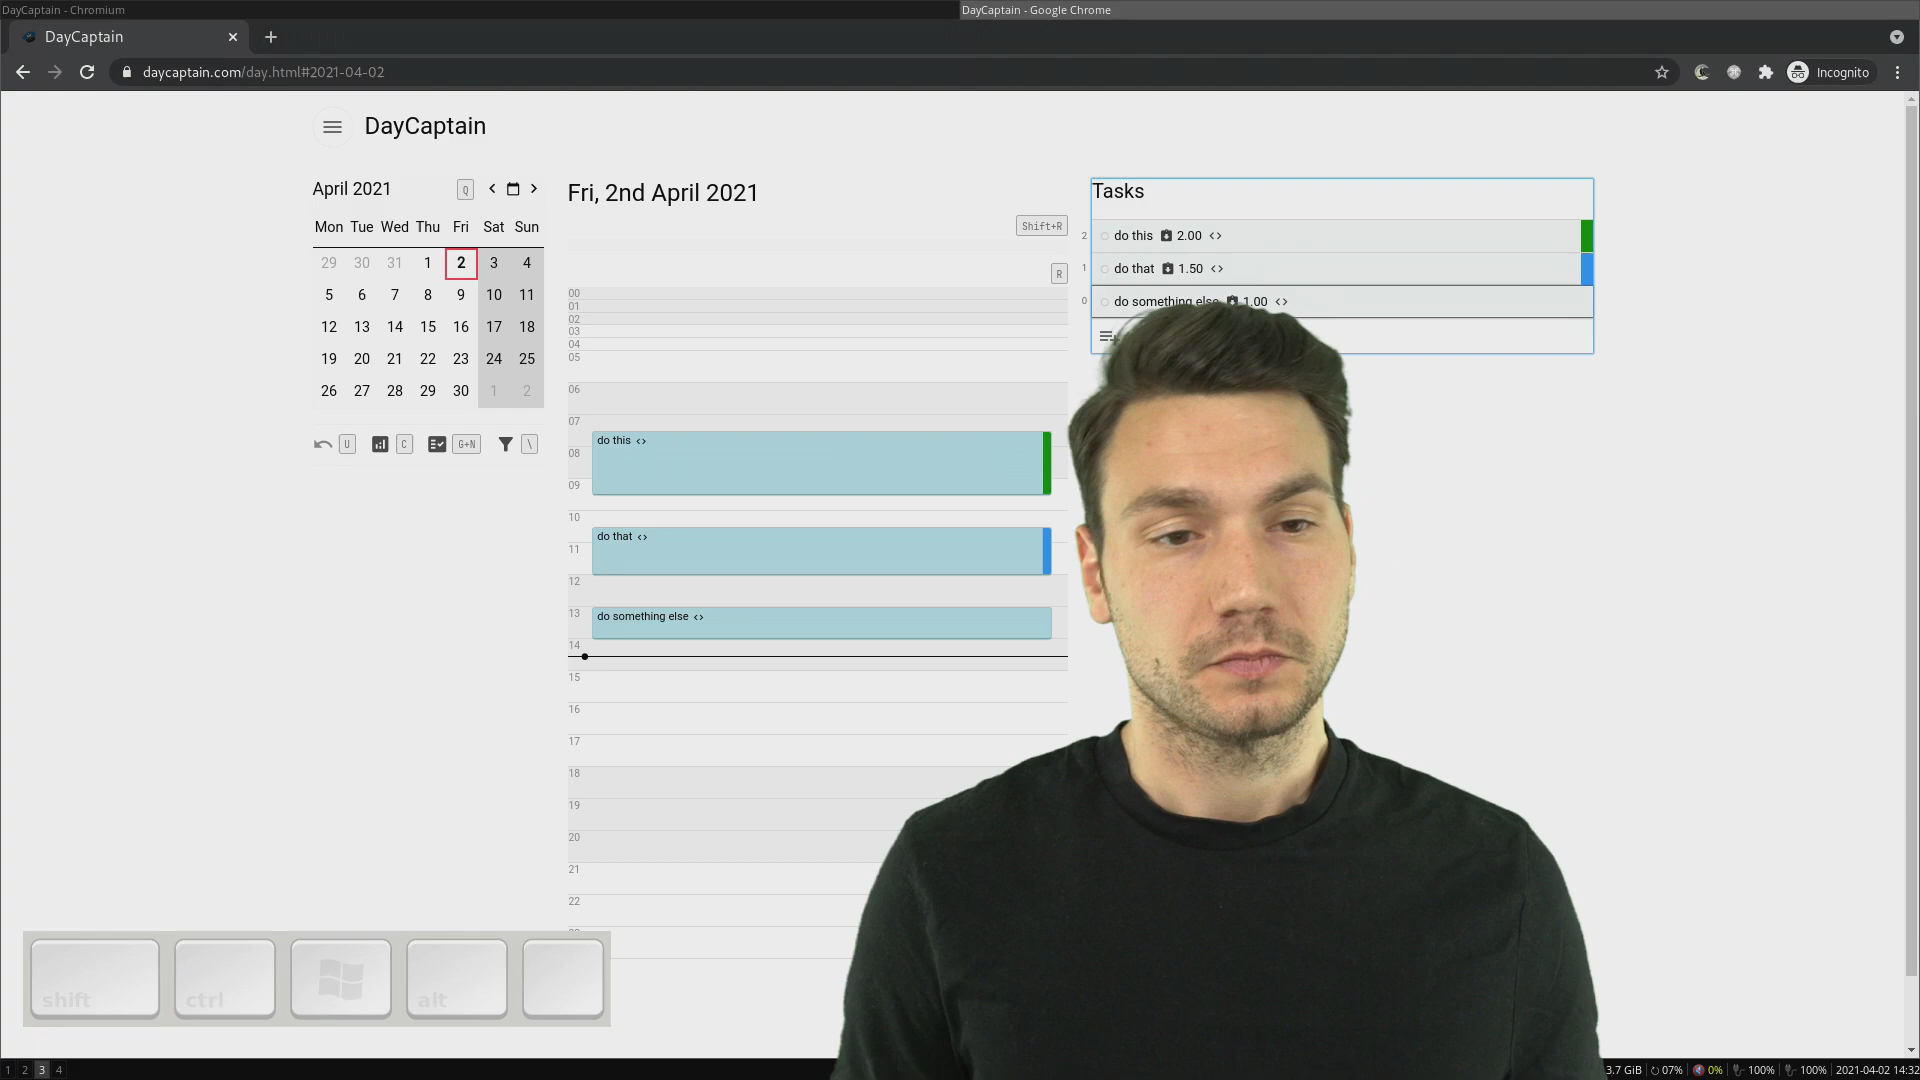 DayCaptain - Chromium
DayCaptain - Google Chrome
DayCaptain
daycaptain.com/day.html#2021-04-02
Incognito
DayCaptain
April 2021
Q
Mon Tue Wed Thu Fri Sat Sun
29 30 31 1 2 3 4
5 6 7 8 9 10 11
12 13 14 15 16 17 18
19 20 21 22 23 24 25
26 27 28 29 30 1 2
U C G+N \
Fri, 2nd April 2021
Shift+R
R
00
01
02
03
04
05
06
07
do this <>
08
09
10
do that <>
11
12
13
do something else <>
14
15
16
17
18
19
20
21
22
Tasks
2 do this 2.00 <>
1 do that 1.50 <>
0 do something else 1.00 <>
shift ctrl alt
1 2 3 4
3.7 GiB 07% 0% 100% 100% 2021-04-02 14:32